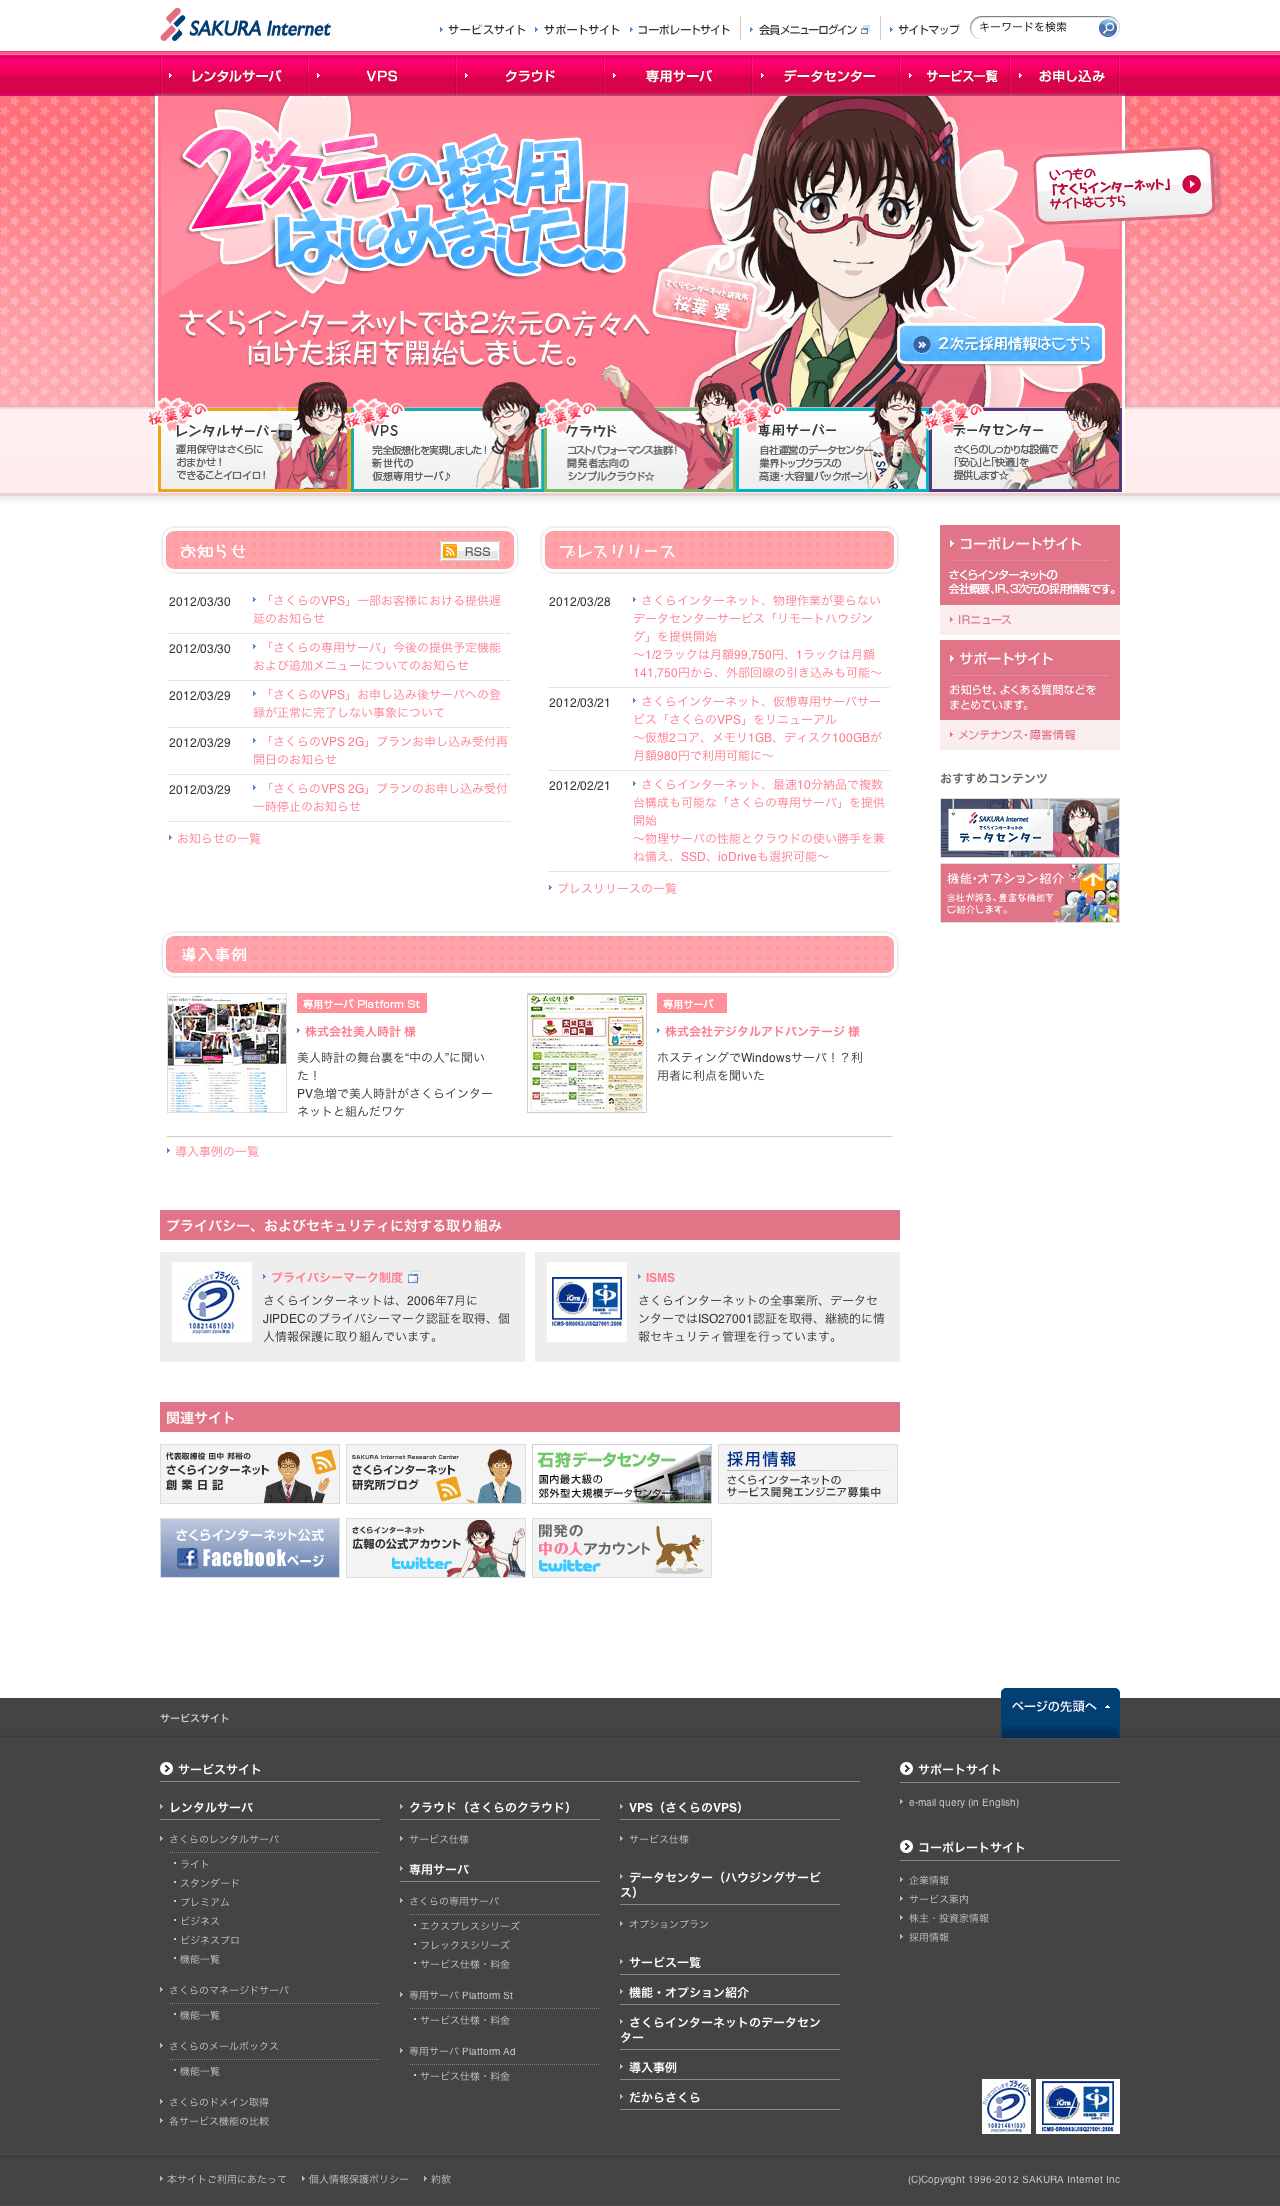 SAKURA Internet
サービスサイト サポートサイト コーポレートサイト 会員メニューログイン サイトマップ キーワードを検索
レンタルサーバ VPS クラウド 専用サーバ データセンター サービス一覧 お申し込み
2次元の採用
はじめました!!
いつもの
「さくらインターネット」
サイトはこちら
さくらインターネット研究所
桜葉 愛
さくらインターネットでは2次元の方々へ
向けた採用を開始しました。
2次元採用情報はこちら
桜葉愛の
レンタルサーバー
運用保守はさくらに
おまかせ！
できることイロイロ！
桜葉愛の
VPS
完全仮想化を実現しました！
新世代の
仮想専用サーバ♪
桜葉愛の
クラウド
コストパフォーマンス抜群！
開発者志向の
シンプルクラウド☆
桜葉愛の
専用サーバー
自社運営のデータセンター
業界トップクラスの
高速・大容量バックボーン！
桜葉愛の
データセンター
さくらのしっかりな設備で
「安心」と「快適」を
提供します☆
お知らせ RSS
2012/03/30 「さくらのVPS」一部お客様における提供遅
延のお知らせ
2012/03/30 「さくらの専用サーバ」今後の提供予定機能
および追加メニューについてのお知らせ
2012/03/29 「さくらのVPS」お申し込み後サーバへの登
録が正常に完了しない事象について
2012/03/29 「さくらのVPS 2G」プランお申し込み受付再
開日のお知らせ
2012/03/29 「さくらのVPS 2G」プランのお申し込み受付
一時停止のお知らせ
お知らせの一覧
プレスリリース
2012/03/28 さくらインターネット、物理作業が要らない
データセンターサービス「リモートハウジン
グ」を提供開始
〜1/2ラックは月額99,750円、1ラックは月額
141,750円から、外部回線の引き込みも可能〜
2012/03/21 さくらインターネット、仮想専用サーバサー
ビス「さくらのVPS」をリニューアル
〜仮想2コア、メモリ1GB、ディスク100GBが
月額980円で利用可能に〜
2012/02/21 さくらインターネット、最速10分納品で複数
台構成も可能な「さくらの専用サーバ」を提供
開始
〜物理サーバの性能とクラウドの使い勝手を兼
ね備え、SSD、ioDriveも選択可能〜
プレスリリースの一覧
コーポレートサイト
さくらインターネットの
会社概要、IR、3次元の採用情報です。
IRニュース
サポートサイト
お知らせ、よくある質問などを
まとめています。
メンテナンス・障害情報
おすすめコンテンツ
SAKURA Internet
さくらインターネットの
データセンター
機能・オプション紹介
当社が誇る、豊富な機能を
ご紹介します。
導入事例
専用サーバ Platform St
株式会社美人時計 様
美人時計の舞台裏を“中の人”に聞い
た！
PV急増で美人時計がさくらインター
ネットと組んだワケ
専用サーバ
株式会社デジタルアドバンテージ 様
ホスティングでWindowsサーバ！？利
用者に利点を聞いた
導入事例の一覧
プライバシー、およびセキュリティに対する取り組み
プライバシーマーク制度
さくらインターネットは、2006年7月に
JIPDECのプライバシーマーク認証を取得、個
人情報保護に取り組んでいます。
10821461(03)
ISMS
さくらインターネットの全事業所、データセ
ンターではISO27001認証を取得、継続的に情
報セキュリティ管理を行っています。
関連サイト
代表取締役 田中 邦裕の
さくらインターネット
創業日記
SAKURA Internet Research Center
さくらインターネット
研究所ブログ
石狩データセンター
国内最大級の
郊外型大規模データセンター
採用情報
さくらインターネットの
サービス開発エンジニア募集中
さくらインターネット公式
Facebookページ
さくらインターネット
広報の公式アカウント
twitter
開発の
中の人アカウント
twitter
サービスサイト
ページの先頭へ
サービスサイト
レンタルサーバ
さくらのレンタルサーバ
ライト
スタンダード
プレミアム
ビジネス
ビジネスプロ
機能一覧
さくらのマネージドサーバ
機能一覧
さくらのメールボックス
機能一覧
さくらのドメイン取得
各サービス機能の比較
クラウド（さくらのクラウド）
サービス仕様
専用サーバ
さくらの専用サーバ
エクスプレスシリーズ
フレックスシリーズ
サービス仕様・料金
専用サーバ Platform St
サービス仕様・料金
専用サーバ Platform Ad
サービス仕様・料金
VPS（さくらのVPS）
サービス仕様
データセンター（ハウジングサービ
ス）
オプションプラン
サービス一覧
機能・オプション紹介
さくらインターネットのデータセン
ター
導入事例
だからさくら
サポートサイト
e-mail query (in English)
コーポレートサイト
企業情報
サービス案内
株主・投資家情報
採用情報
本サイトご利用にあたって 個人情報保護ポリシー 約款
(C)Copyright 1996-2012 SAKURA Internet Inc